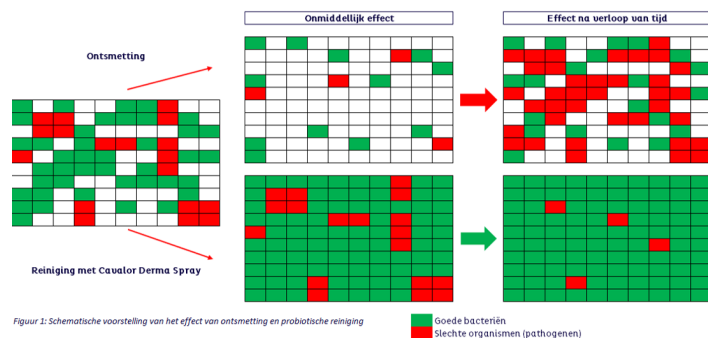 Onmiddellijk effect
Effect na verloop van tijd
Ontsmetting
Reiniging met Cavalor Derma Spray
Figuur 1: Schematische voorstelling van het effect van ontsmetting en probiotische reiniging
Goede bacteriën
Slechte organismen (pathogenen)